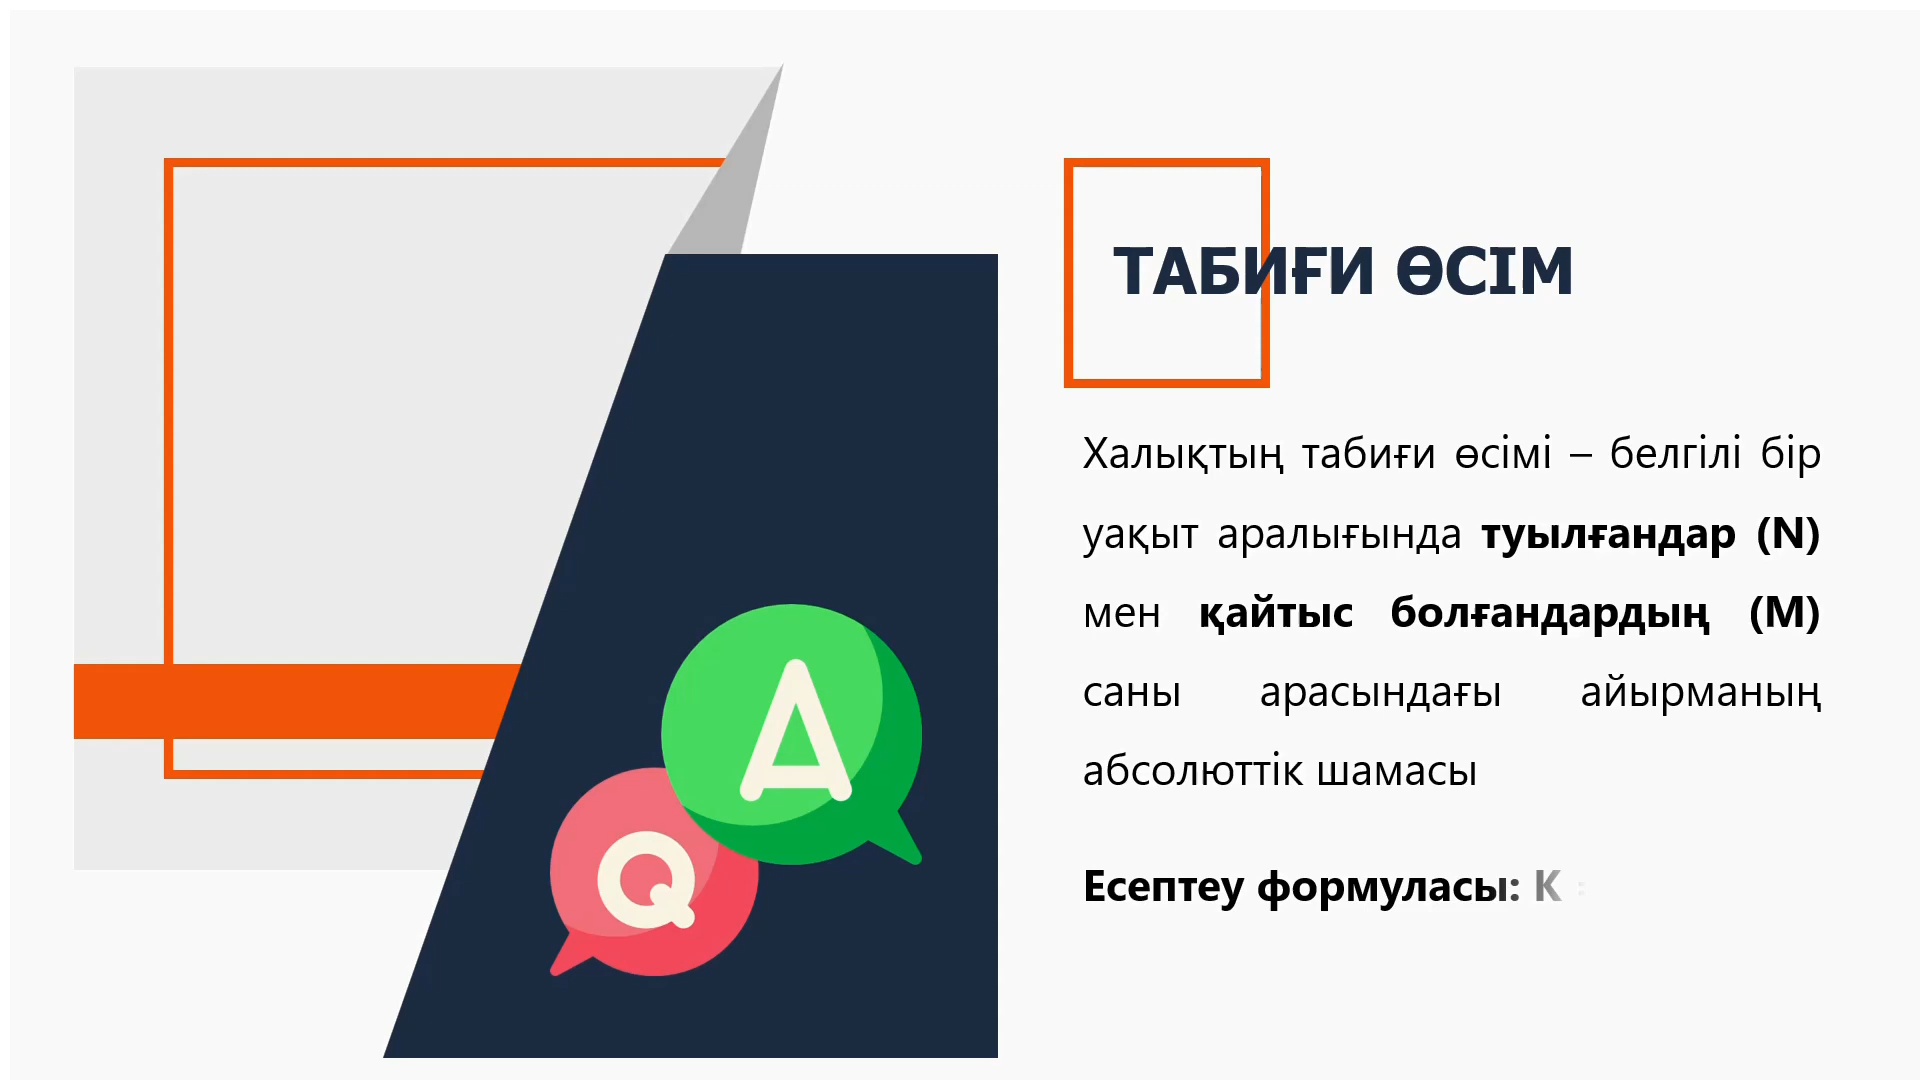 ТАБИҒИ ӨСІМ
Халықтың табиғи өсімі – белгілі бір
уақыт аралығында туылғандар (N)
мен қайтыс болғандардың (M)
саны арасындағы айырманың
абсолюттік шамасы
Есептеу формуласы: K
A
Q